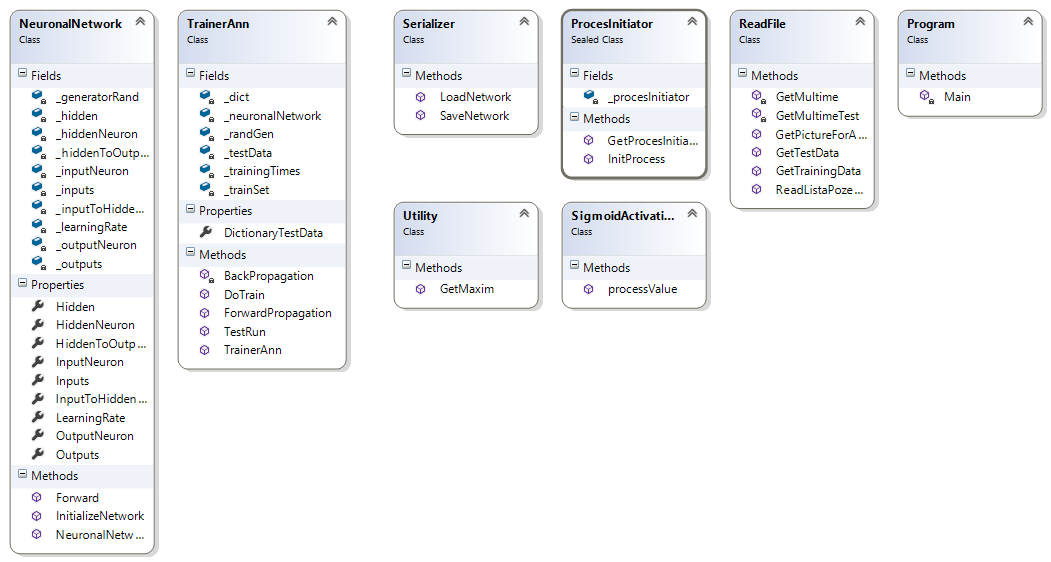 NeuronalNetwork
Class
Fields
_generatorRand
_hidden
_hiddenNeuron
_hiddenToOutp...
_inputNeuron
_inputs
_inputToHidde...
_learningRate
_outputNeuron
_outputs
Properties
Hidden
HiddenNeuron
HiddenToOutp...
InputNeuron
Inputs
InputToHidden...
LearningRate
OutputNeuron
Outputs
Methods
Forward
InitializeNetwork
NeuronalNetw...
TrainerAnn
Class
Fields
_dict
_neuronalNetwork
_randGen
_testData
_trainingTimes
_trainSet
Properties
DictionaryTestData
Methods
BackPropagation
DoTrain
ForwardPropagation
TestRun
TrainerAnn
Serializer
Class
Methods
LoadNetwork
SaveNetwork
ProcesInitiator
Sealed Class
Fields
_procesInitiator
Methods
GetProcesInitia...
InitProcess
ReadFile
Class
Methods
GetMultime
GetMultimeTest
GetPictureForA...
GetTestData
GetTrainingData
ReadListaPoze...
Program
Class
Methods
Main
Utility
Class
Methods
GetMaxim
SigmoidActivati...
Class
Methods
processValue